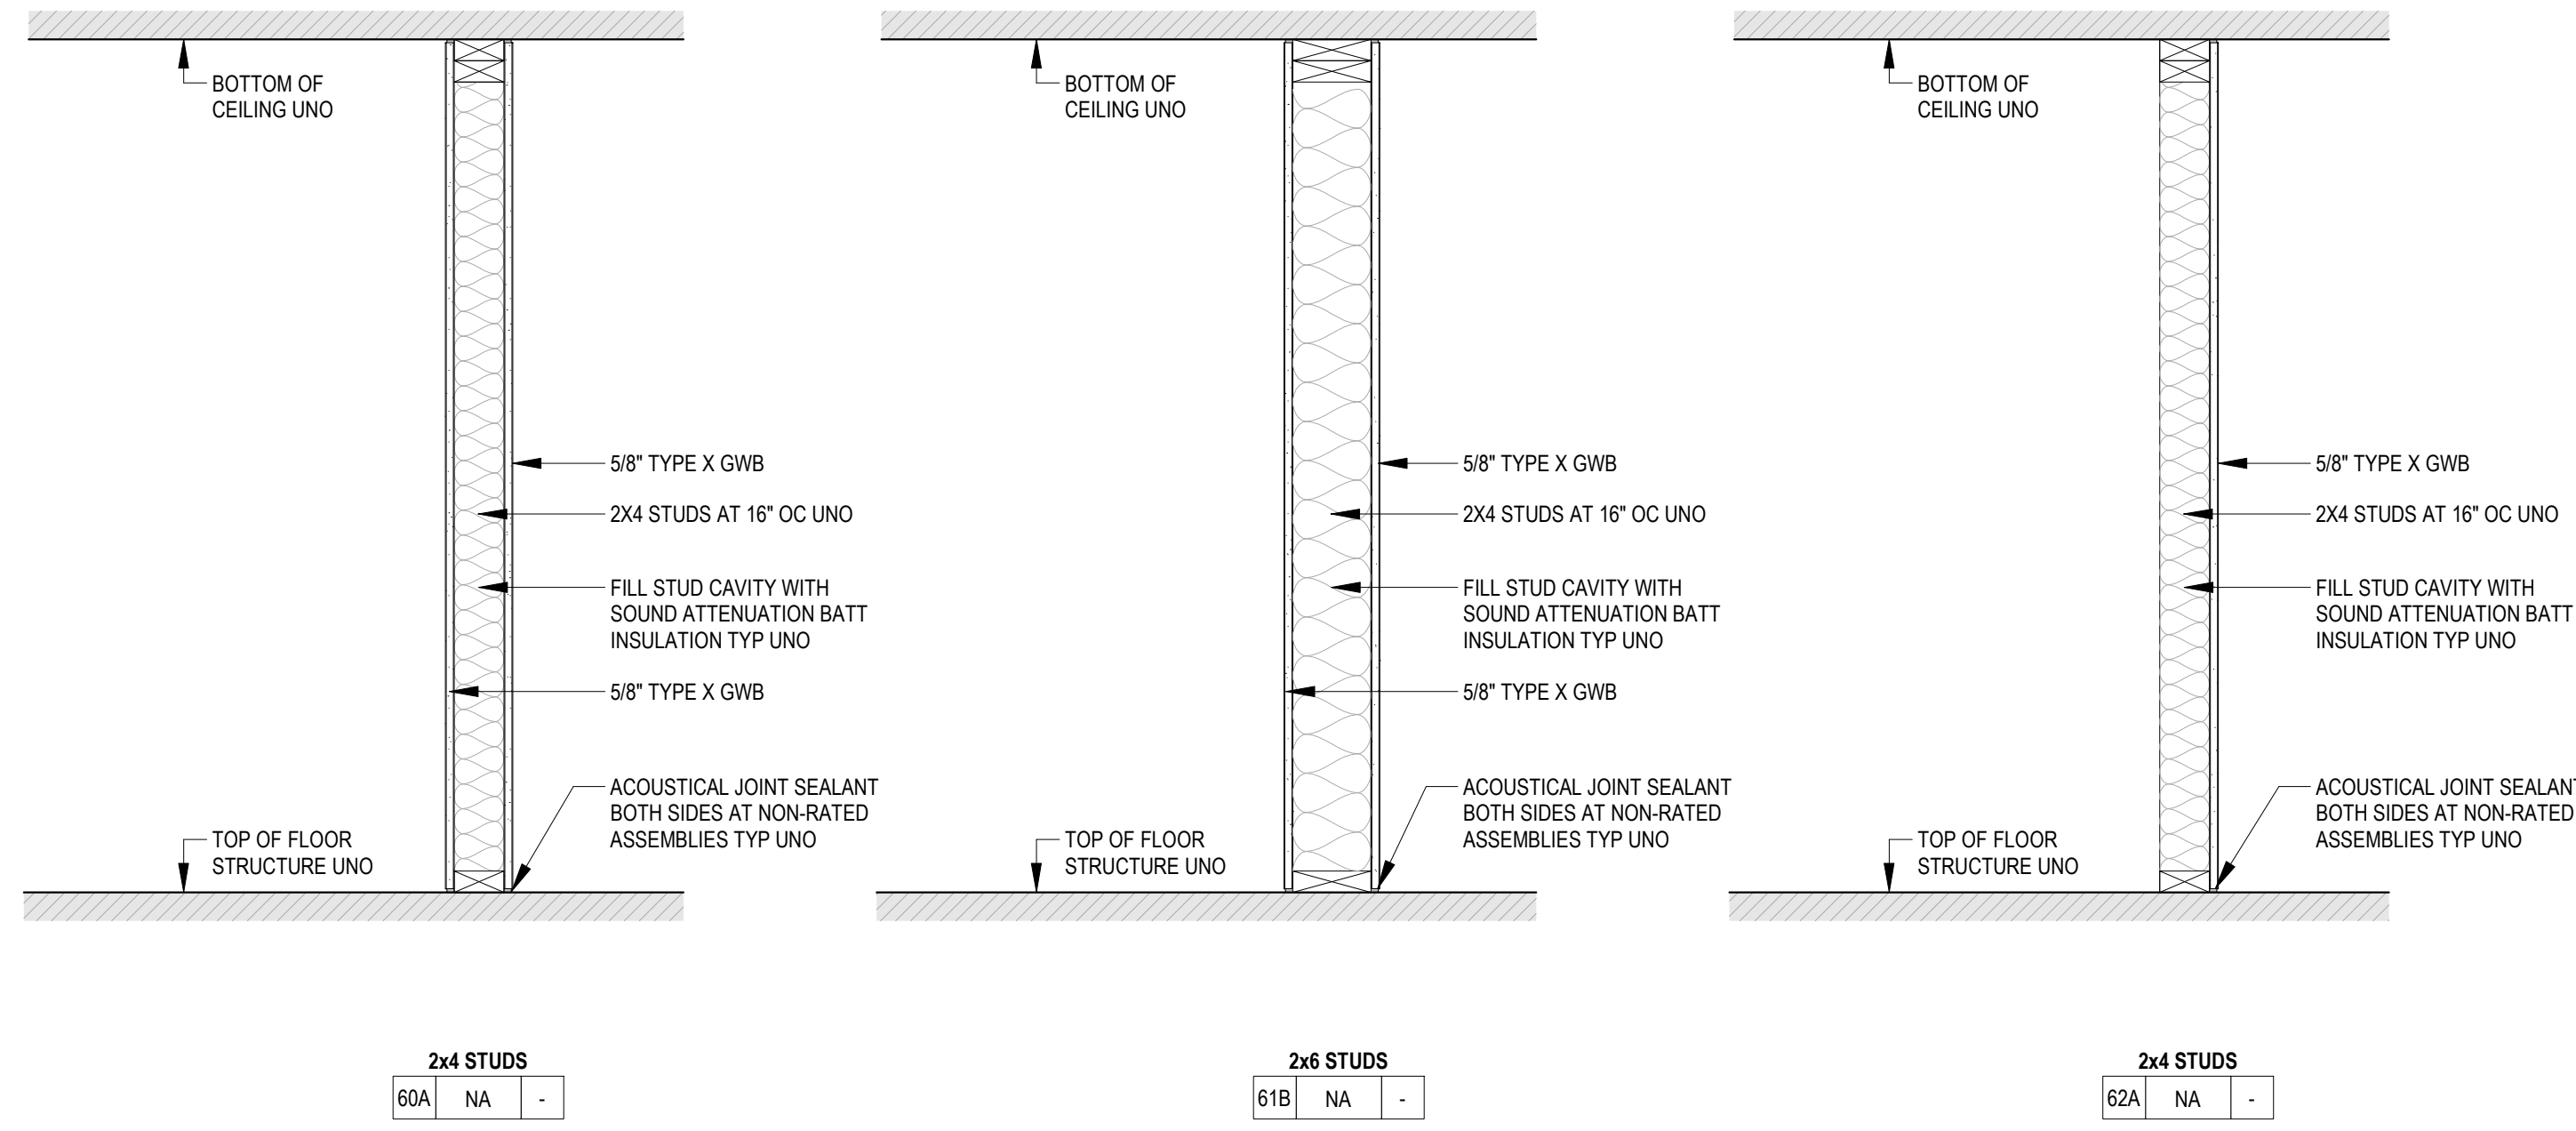 BOTTOM OF
CEILING UNO
5/8" TYPE X GWB
2X4 STUDS AT 16" OC UNO
FILL STUD CAVITY WITH
SOUND ATTENUATION BATT
INSULATION TYP UNO
5/8" TYPE X GWB
ACOUSTICAL JOINT SEALANT
BOTH SIDES AT NON-RATED
ASSEMBLIES TYP UNO
TOP OF FLOOR
STRUCTURE UNO
2x4 STUDS
60A NA -
BOTTOM OF
CEILING UNO
5/8" TYPE X GWB
2X4 STUDS AT 16" OC UNO
FILL STUD CAVITY WITH
SOUND ATTENUATION BATT
INSULATION TYP UNO
5/8" TYPE X GWB
ACOUSTICAL JOINT SEALANT
BOTH SIDES AT NON-RATED
ASSEMBLIES TYP UNO
TOP OF FLOOR
STRUCTURE UNO
2x6 STUDS
61B NA -
BOTTOM OF
CEILING UNO
5/8" TYPE X GWB
2X4 STUDS AT 16" OC UNO
FILL STUD CAVITY WITH
SOUND ATTENUATION BATT
INSULATION TYP UNO
ACOUSTICAL JOINT SEALANT
BOTH SIDES AT NON-RATED
ASSEMBLIES TYP UNO
TOP OF FLOOR
STRUCTURE UNO
2x4 STUDS
62A NA -